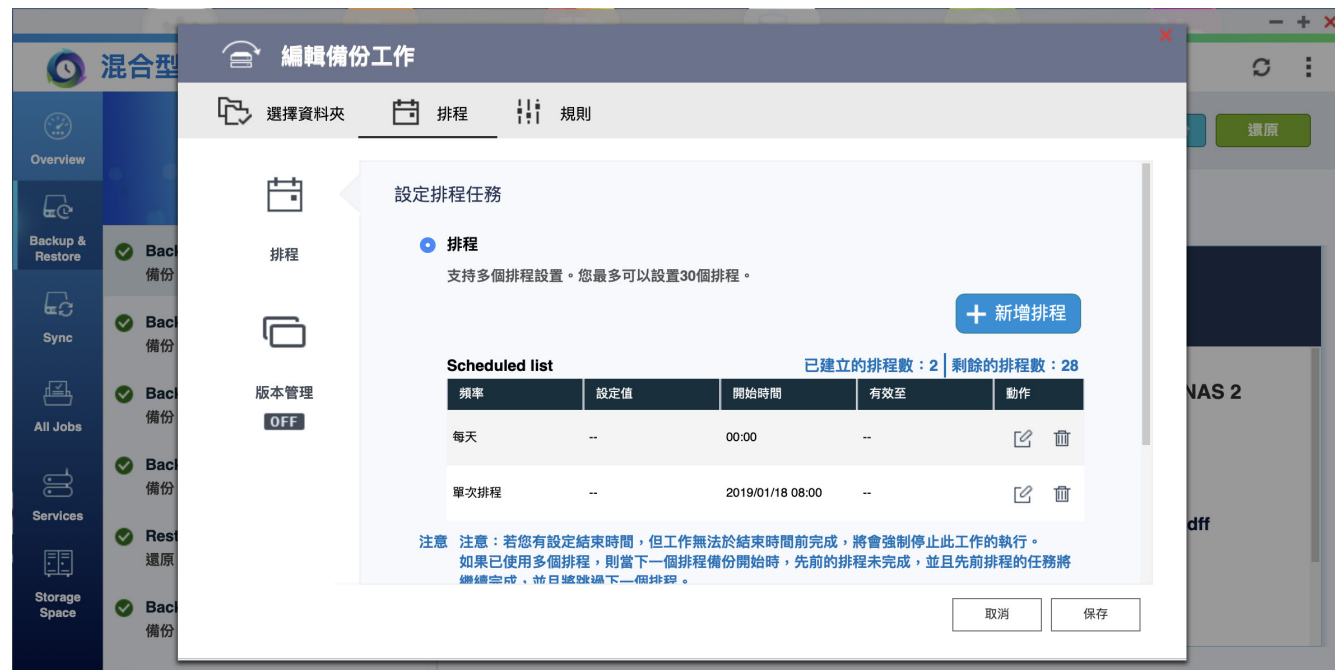 混合型
編輯備份工作
選擇資料夾 排程 規則
還原
Overview
Backup & Restore
Sync
All Jobs
Services
Storage Space
備份
備份
備份
備份
還原
備份
排程
版本管理
OFF
設定排程任務
排程
支持多個排程設置。您最多可以設置30個排程。
新增排程
Scheduled list 已建立的排程數:2 剩餘的排程數:28
頻率 設定值 開始時間 有效至 動作
每天 -- 00:00 --
單次排程 -- 2019/01/18 08:00 --
注意 注意:若您有設定結束時間,但工作無法於結束時間前完成,將會強制停止此工作的執行。
如果已使用多個排程,則當下一個排程備份開始時,先前的排程未完成,並且先前排程的任務將
繼續完成,並且將跳過下一個排程。
取消 保存
NAS 2
dff